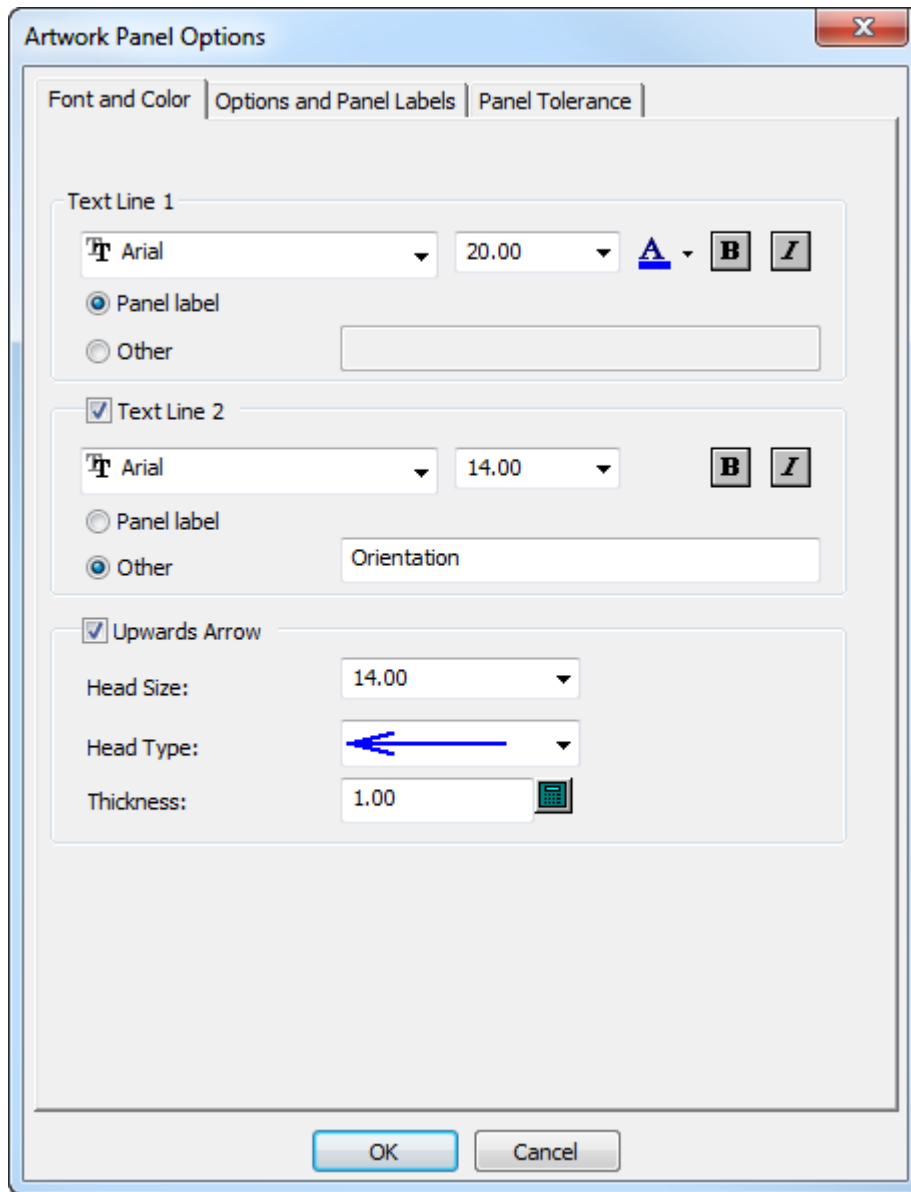 Artwork Panel Options
Font and Color Options and Panel Labels Panel Tolerance
Text Line 1
Arial 20.00 A B I
Panel label
Other
Text Line 2
Arial 14.00 B I
Panel label
Other Orientation
Upwards Arrow
Head Size: 14.00
Head Type:
Thickness: 1.00
OK Cancel